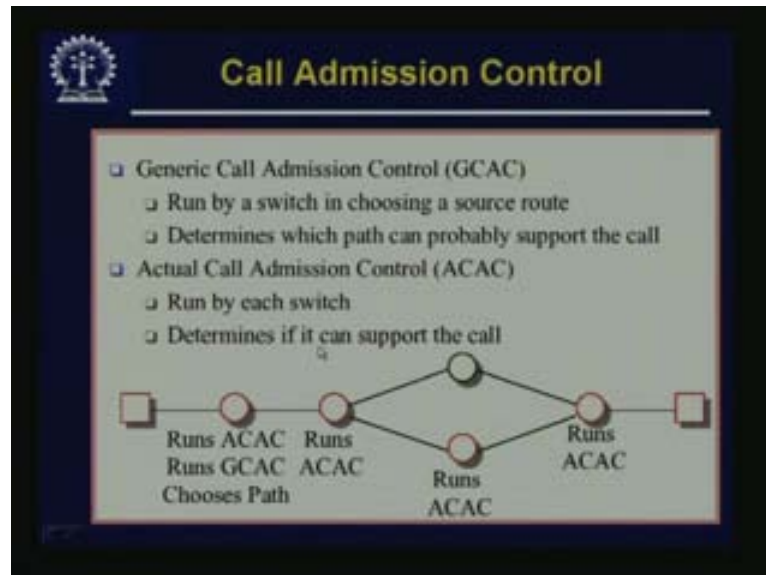 Call Admission Control
Generic Call Admission Control (GCAC)
Run by a switch in choosing a source route
Determines which path can probably support the call
Actual Call Admission Control (ACAC)
Run by each switch
Determines if it can support the call
Runs ACAC
Runs GCAC
Chooses Path
Runs
ACAC
Runs
ACAC
Runs
ACAC